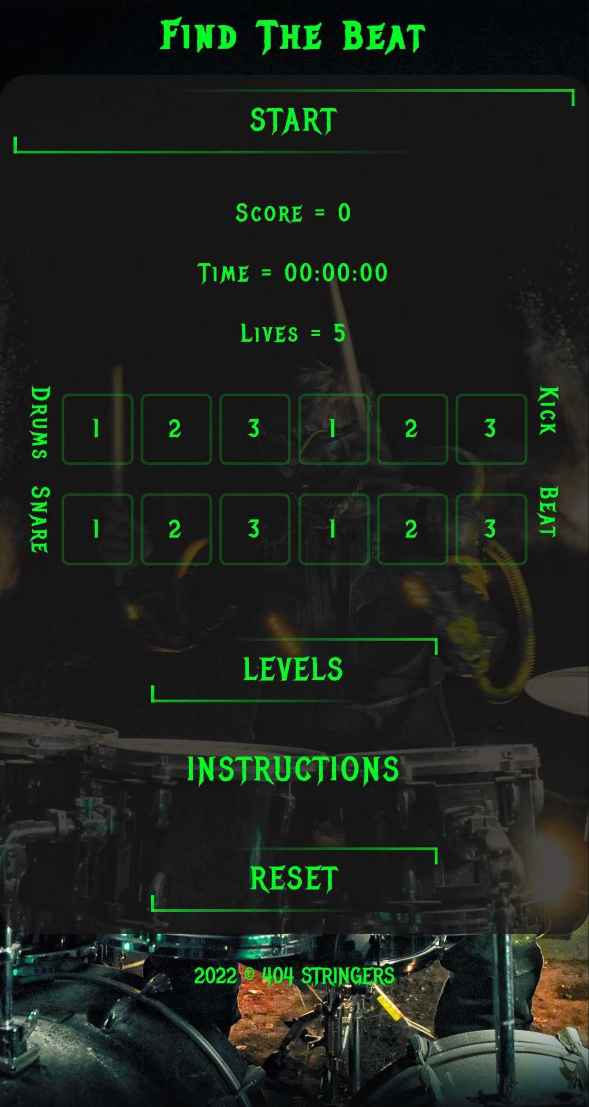 Find The Beat
START
Score = 0
Time = 00:00:00
Lives = 5
Drums 1 2 3 1 2 3 Kick
Snare 1 2 3 1 2 3 Beat
LEVELS
INSTRUCTIONS
RESET
2022 © 404 STRINGERS